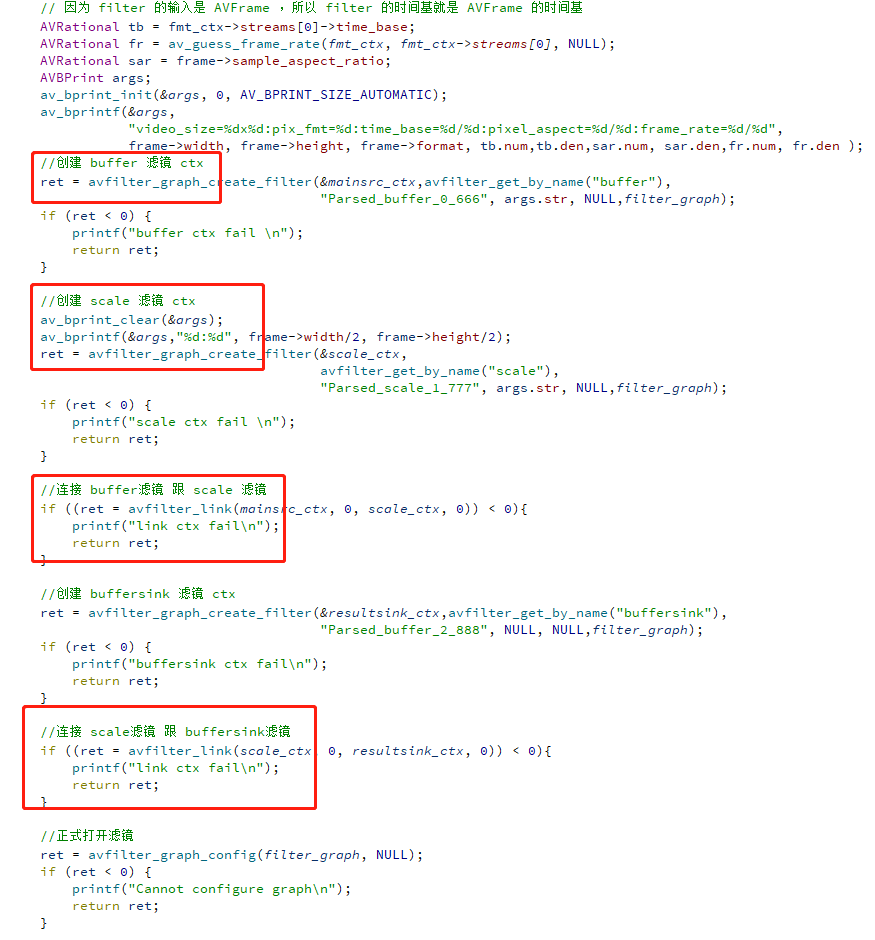 // 因为 filter 的输入是 AVFrame ，所以 filter 的时间基就是 AVFrame 的时间基
AVRational tb = fmt_ctx->streams[0]->time_base;
AVRational fr = av_guess_frame_rate(fmt_ctx, fmt_ctx->streams[0], NULL);
AVRational sar = frame->sample_aspect_ratio;
AVBPrint args;
av_bprint_init(&args, 0, AV_BPRINT_SIZE_AUTOMATIC);
av_bprintf(&args,
"video_size=%dx%d:pix_fmt=%d:time_base=%d/%d:pixel_aspect=%d/%d:frame_rate=%d/%d",
frame->width, frame->height, frame->format, tb.num,tb.den,sar.num, sar.den,fr.num, fr.den );
//创建 buffer 滤镜 ctx
ret = avfilter_graph_create_filter(&mainsrc_ctx,avfilter_get_by_name("buffer"),
"Parsed_buffer_0_666", args.str, NULL,filter_graph);
if (ret < 0) {
printf("buffer ctx fail \n");
return ret;
}
//创建 scale 滤镜 ctx
av_bprint_clear(&args);
av_bprintf(&args,"%d:%d", frame->width/2, frame->height/2);
ret = avfilter_graph_create_filter(&scale_ctx,
avfilter_get_by_name("scale"),
"Parsed_scale_1_777", args.str, NULL,filter_graph);
if (ret < 0) {
printf("scale ctx fail \n");
return ret;
}
//连接 buffer滤镜 跟 scale 滤镜
if ((ret = avfilter_link(mainsrc_ctx, 0, scale_ctx, 0)) < 0){
printf("link ctx fail\n");
return ret;
}
//创建 buffersink 滤镜 ctx
ret = avfilter_graph_create_filter(&resultsink_ctx,avfilter_get_by_name("buffersink"),
"Parsed_buffer_2_888", NULL, NULL,filter_graph);
if (ret < 0) {
printf("buffersink ctx fail\n");
return ret;
}
//连接 scale滤镜 跟 buffersink滤镜
if ((ret = avfilter_link(scale_ctx, 0, resultsink_ctx, 0)) < 0){
printf("link ctx fail\n");
return ret;
}
//正式打开滤镜
ret = avfilter_graph_config(filter_graph, NULL);
if (ret < 0) {
printf("Cannot configure graph\n");
return ret;
}